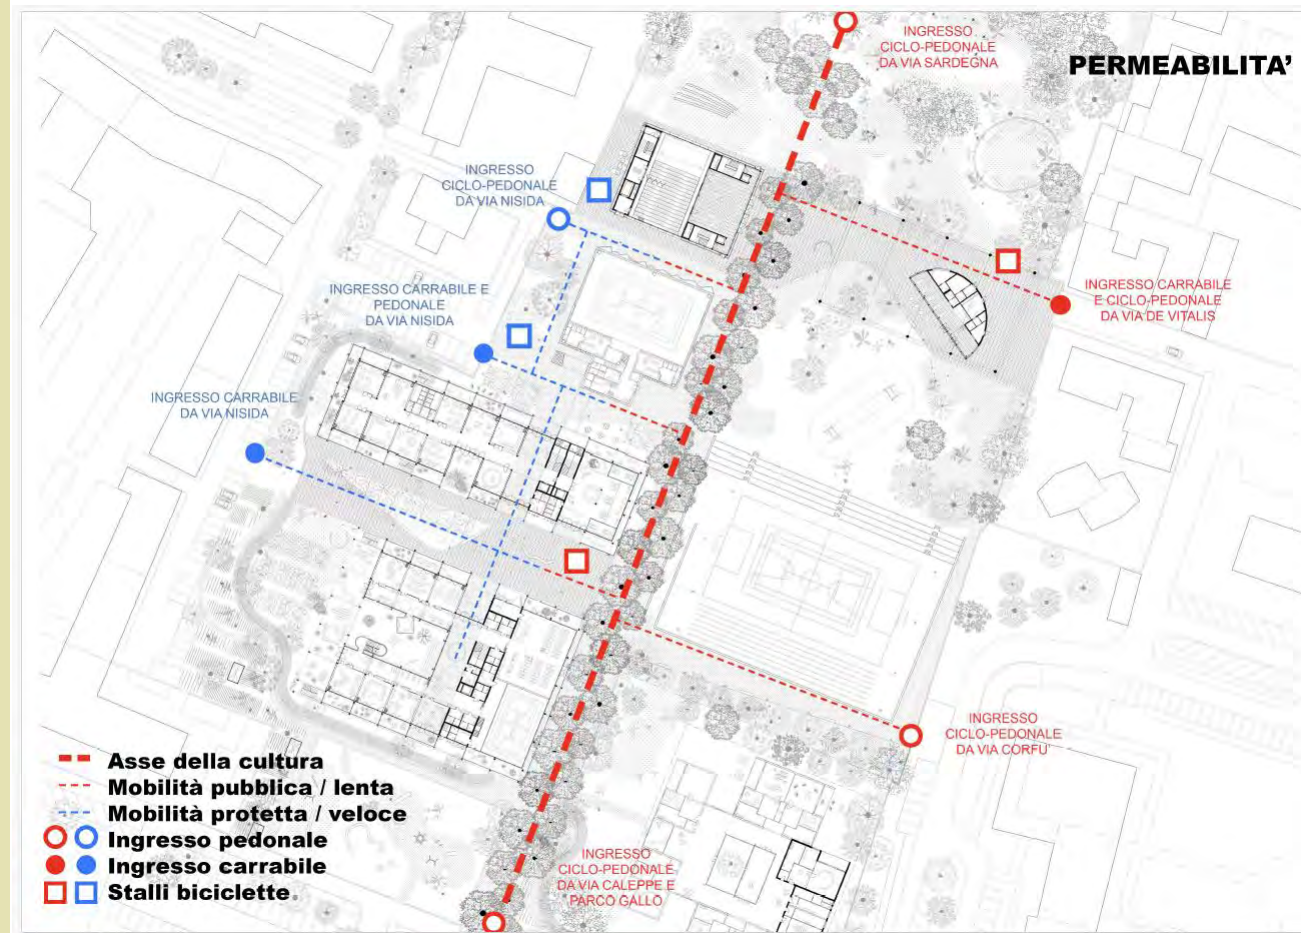 INGRESSO
CICLO-PEDONALE
DA VIA SARDEGNA
PERMEABILITA'
INGRESSO
CICLO-PEDONALE
DA VIA NISIDA
INGRESSO CARRABILE E
PEDONALE
DA VIA NISIDA
INGRESSO CARRABILE
E CICLO-PEDONALE
DA VIA DE VITALIS
INGRESSO CARRABILE
DA VIA NISIDA
INGRESSO
CICLO-PEDONALE
DA VIA CORFU'
Asse della cultura
Mobilità pubblica / lenta
Mobilità protetta / veloce
Ingresso pedonale
Ingresso carrabile
Stalli biciclette
INGRESSO
CICLO-PEDONALE
DA VIA CALEPPE E
PARCO GALLO